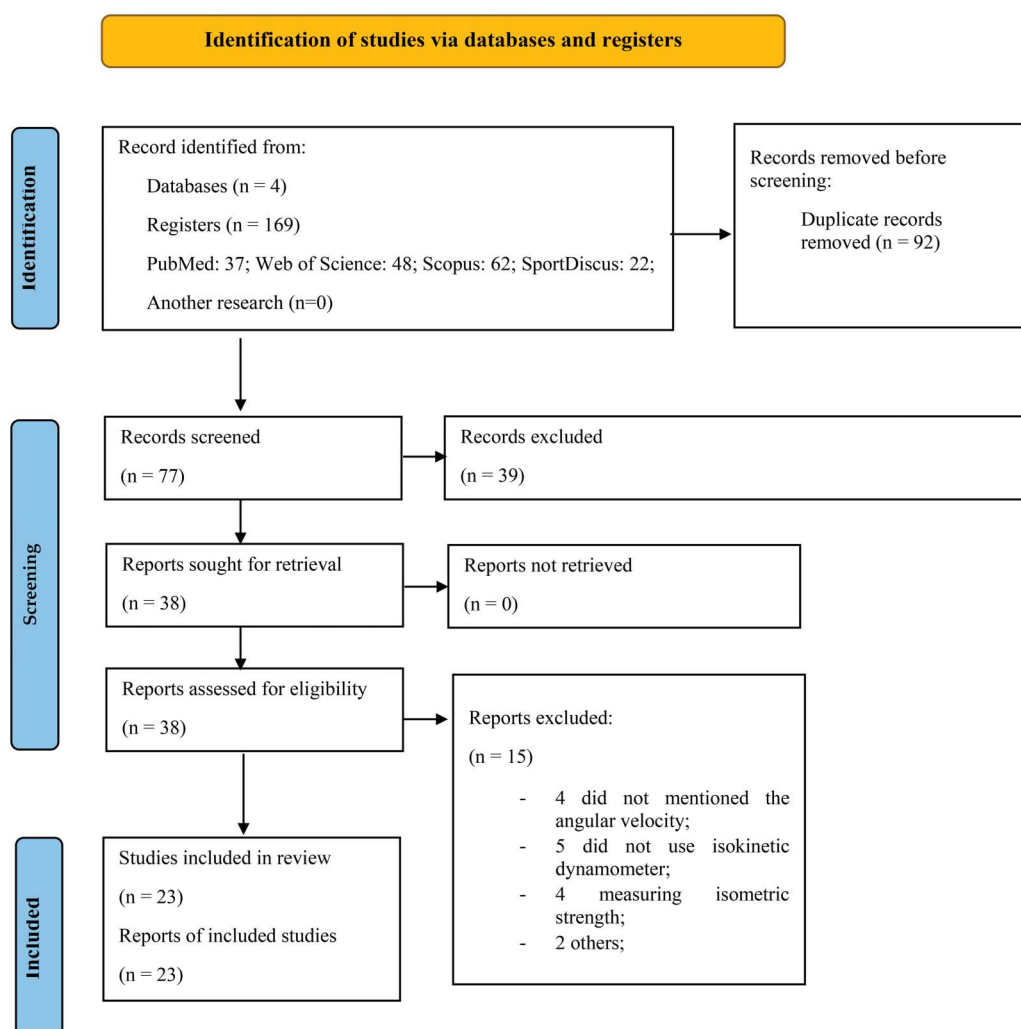 Identification of studies via databases and registers
Identification
Record identified from:
Databases (n = 4)
Registers (n = 169)
PubMed: 37; Web of Science: 48; Scopus: 62; SportDiscus: 22;
Another research (n=0)
Records removed before
screening:
Duplicate records
removed (n = 92)
Screening
Records screened
(n = 77)
Records excluded
(n = 39)
Reports sought for retrieval
(n = 38)
Reports not retrieved
(n = 0)
Reports assessed for eligibility
(n = 38)
Reports excluded:
(n = 15)
- 4 did not mentioned the
angular velocity;
- 5 did not use isokinetic
dynamometer;
- 4 measuring isometric
strength;
- 2 others;
Included
Studies included in review
(n = 23)
Reports of included studies
(n = 23)